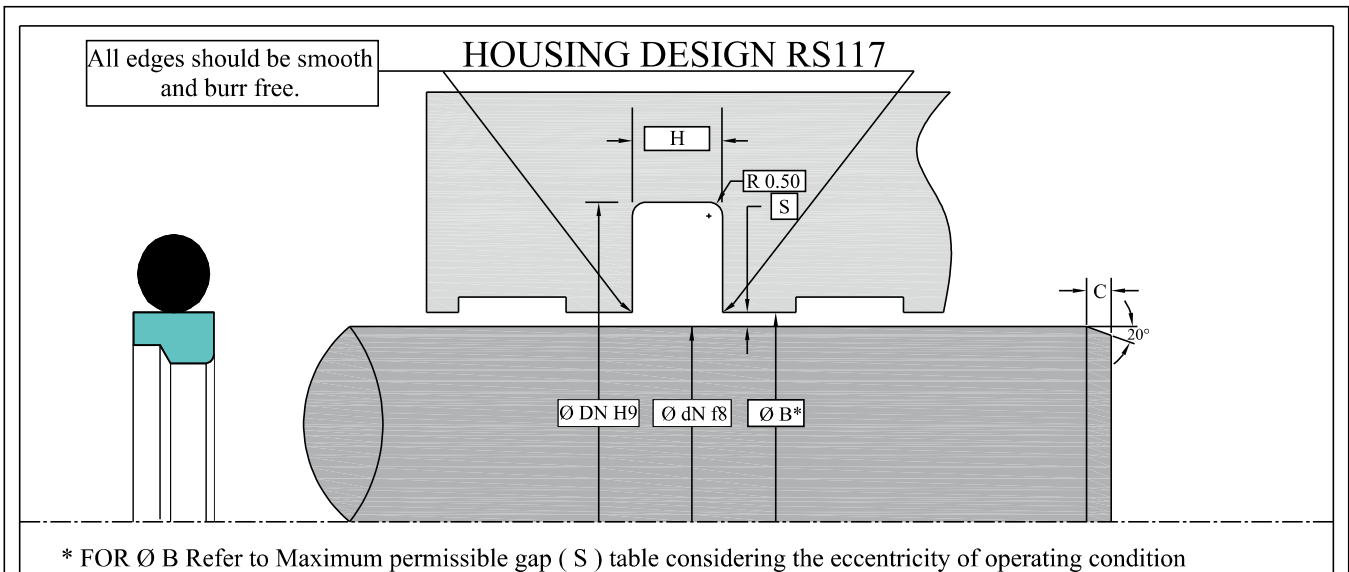 HOUSING DESIGN RS117
All edges should be smooth
and burr free.
H
R 0.50
S
C
20°
Ø DN H9
Ø dN f8
Ø B*
* FOR Ø B Refer to Maximum permissible gap ( S ) table considering the eccentricity of operating condition